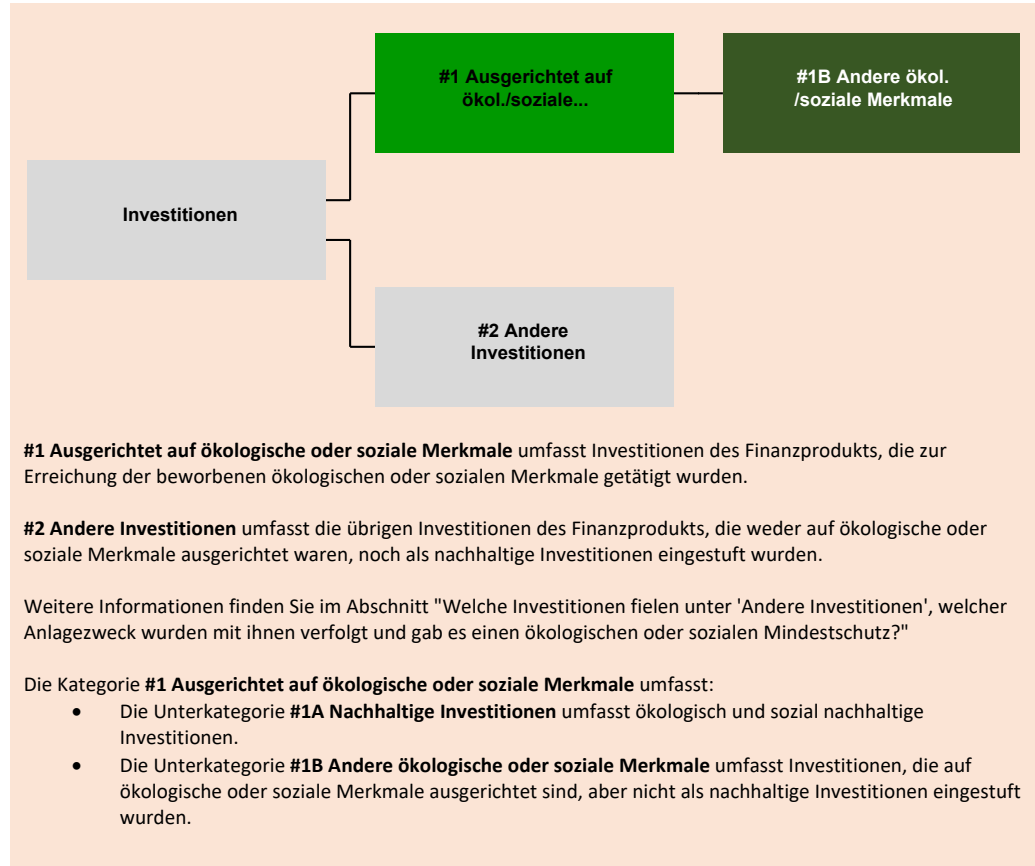 #1 Ausgerichtet auf
ökol./soziale...
#1B Andere ökol.
/soziale Merkmale
Investitionen
#2 Andere
Investitionen
#1 Ausgerichtet auf ökologische oder soziale Merkmale umfasst Investitionen des Finanzprodukts, die zur
Erreichung der beworbenen ökologischen oder sozialen Merkmale getätigt wurden.
#2 Andere Investitionen umfasst die übrigen Investitionen des Finanzprodukts, die weder auf ökologische oder
soziale Merkmale ausgerichtet waren, noch als nachhaltige Investitionen eingestuft wurden.
Weitere Informationen finden Sie im Abschnitt "Welche Investitionen fielen unter 'Andere Investitionen', welcher
Anlagezweck wurden mit ihnen verfolgt und gab es einen ökologischen oder sozialen Mindestschutz?"
Die Kategorie #1 Ausgerichtet auf ökologische oder soziale Merkmale umfasst:
• Die Unterkategorie #1A Nachhaltige Investitionen umfasst ökologisch und sozial nachhaltige
Investitionen.
• Die Unterkategorie #1B Andere ökologische oder soziale Merkmale umfasst Investitionen, die auf
ökologische oder soziale Merkmale ausgerichtet sind, aber nicht als nachhaltige Investitionen eingestuft
wurden.